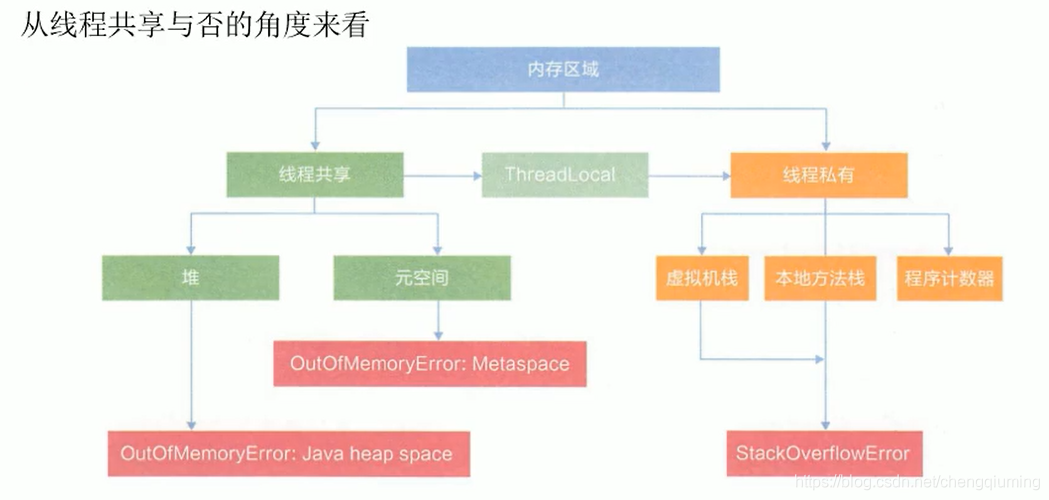 从线程共享与否的角度来看
内存区域
线程共享
ThreadLocal
线程私有
堆
元空间
虚拟机栈
本地方法栈
程序计数器
OutOfMemoryError: Metaspace
OutOfMemoryError: Java heap space
StackOverflowError
https://blog.csdn.net/chengqiuming